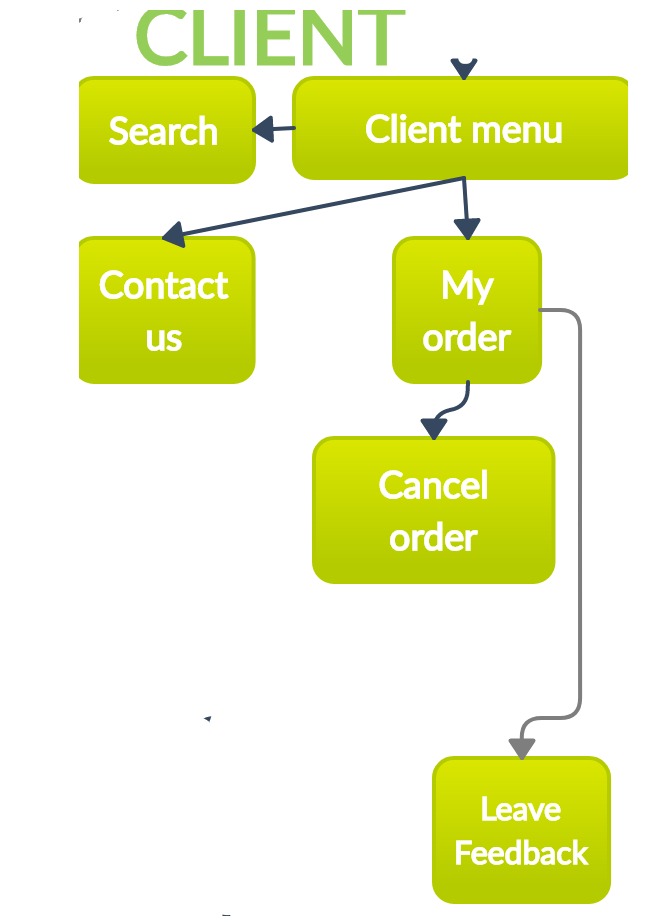 CLIENT
Search
Client menu
Contact
us
My
order
Cancel
order
Leave
Feedback